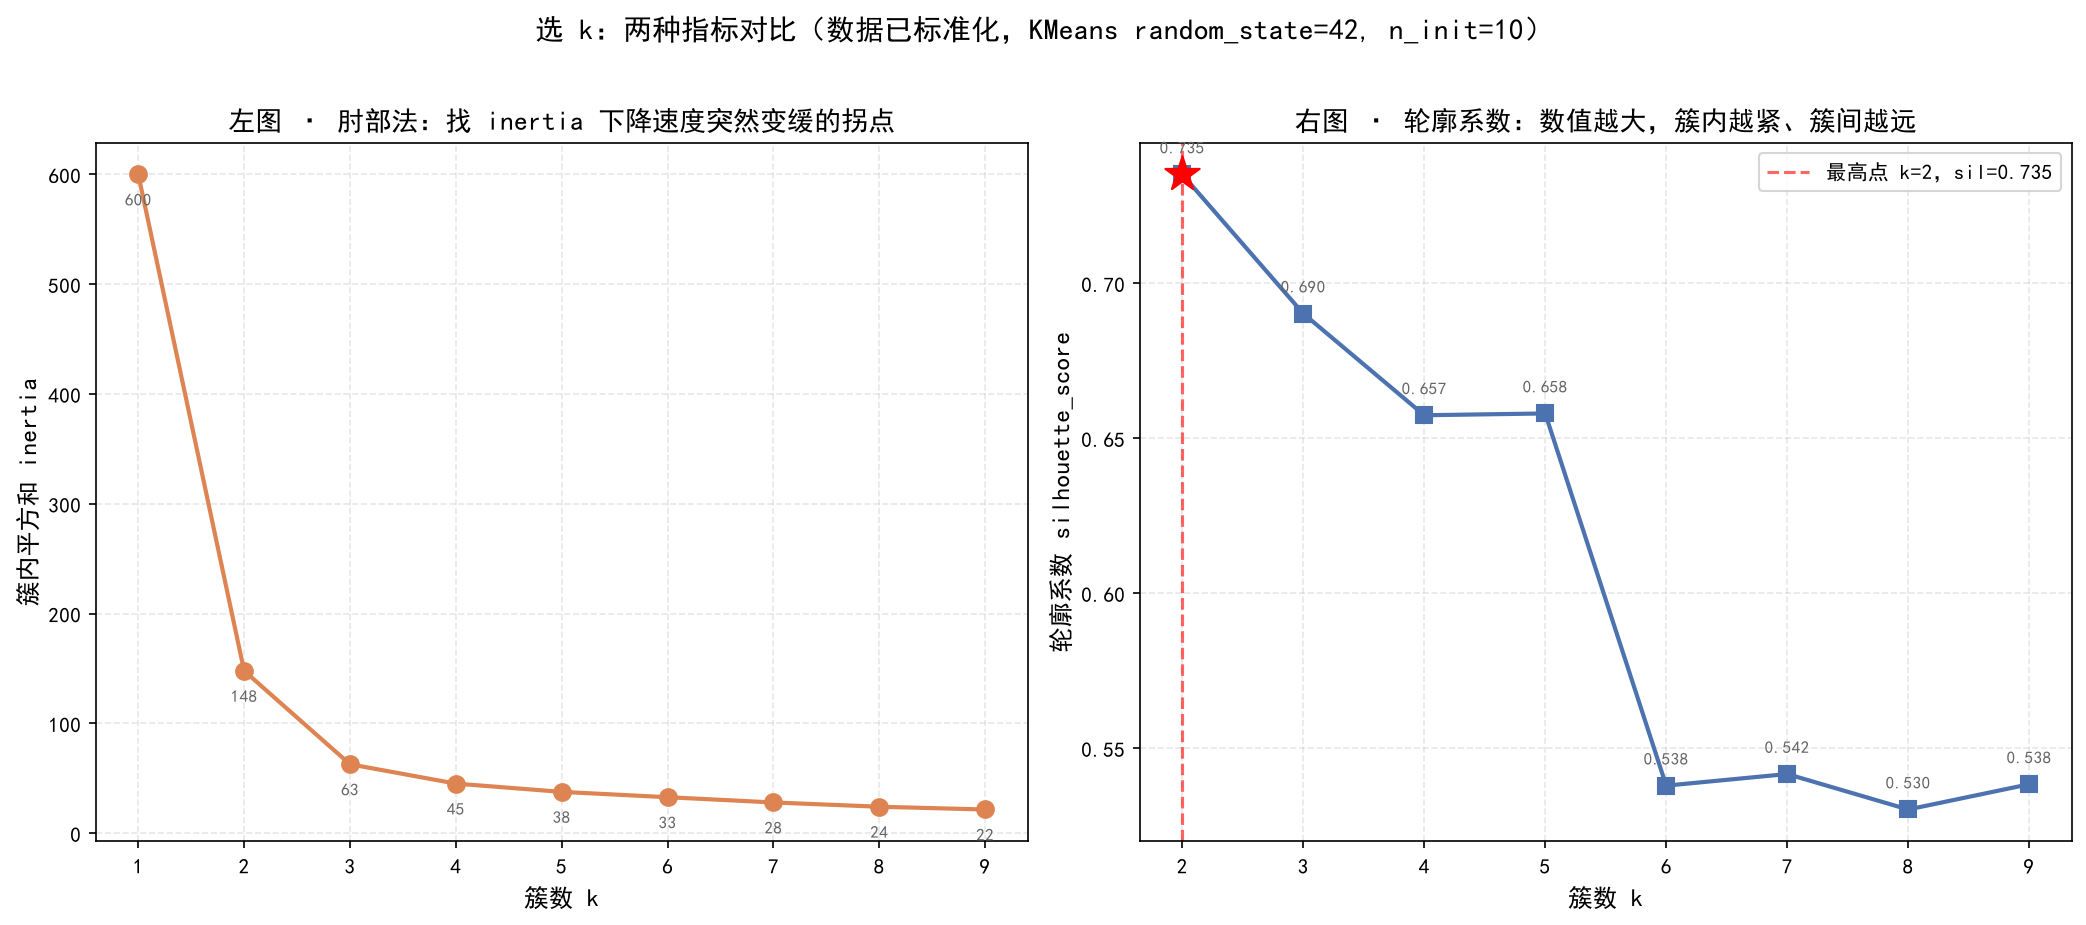 选 k：两种指标对比（数据已标准化，KMeans random_state=42, n_init=10）
左图 · 肘部法：找 inertia 下降速度突然变缓的拐点
簇内平方和 inertia
600
500
400
300
200
100
0
600
148
63
45
38
33
28
24
22
1 2 3 4 5 6 7 8 9
簇数 k
右图 · 轮廓系数：数值越大，簇内越紧、簇间越远
轮廓系数 silhouette_score
0.70
0.65
0.60
0.55
0.735
0.690
0.657
0.658
0.538
0.542
0.530
0.538
最高点 k=2，sil=0.735
2 3 4 5 6 7 8 9
簇数 k